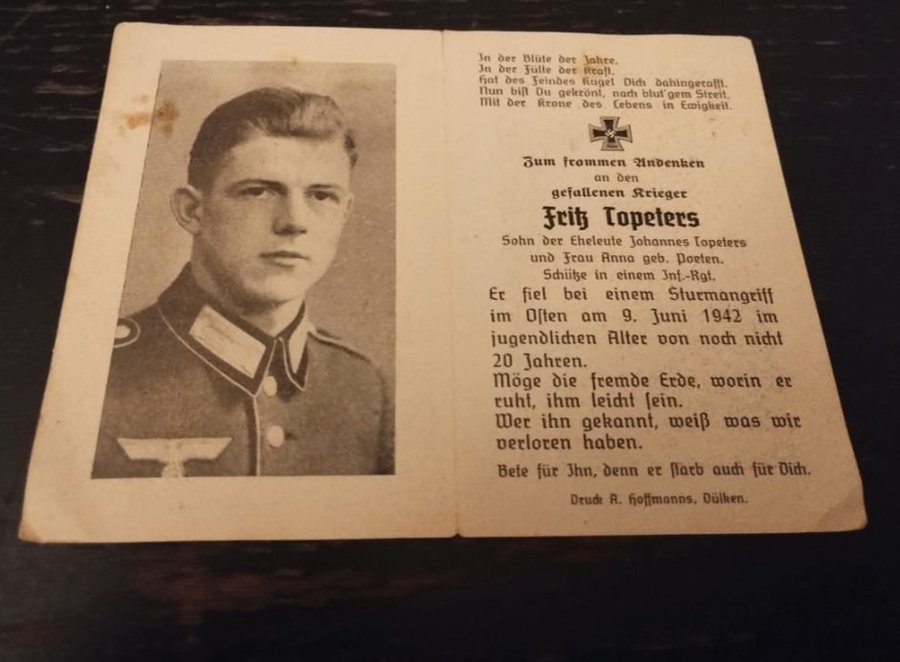 In der Blüte der Jahre,
In der Fülle der Kraft,
Hat des Feindes Kugel Dich dahingerafft.
Nun bist Du gekrönt, nach blut'gem Streit,
Mit der Krone des Lebens in Ewigkeit.
Zum frommen Andenken
an den
gefallenen Krieger
Fritz Topeters
Sohn der Eheleute Johannes Topeters
und Frau Anna geb. Poeten.
Schütze in einem Inf.-Rgt.
Er fiel bei einem Sturmangriff
im Osten am 9. Juni 1942 im
jugendlichen Alter von noch nicht
20 Jahren.
Möge die fremde Erde, worin er
ruht, ihm leicht sein.
Wer ihn gekannt, weiß was wir
verloren haben.
Bete für Ihn, denn er starb auch für Dich.
Druck R. Hoffmanns, Dülken.